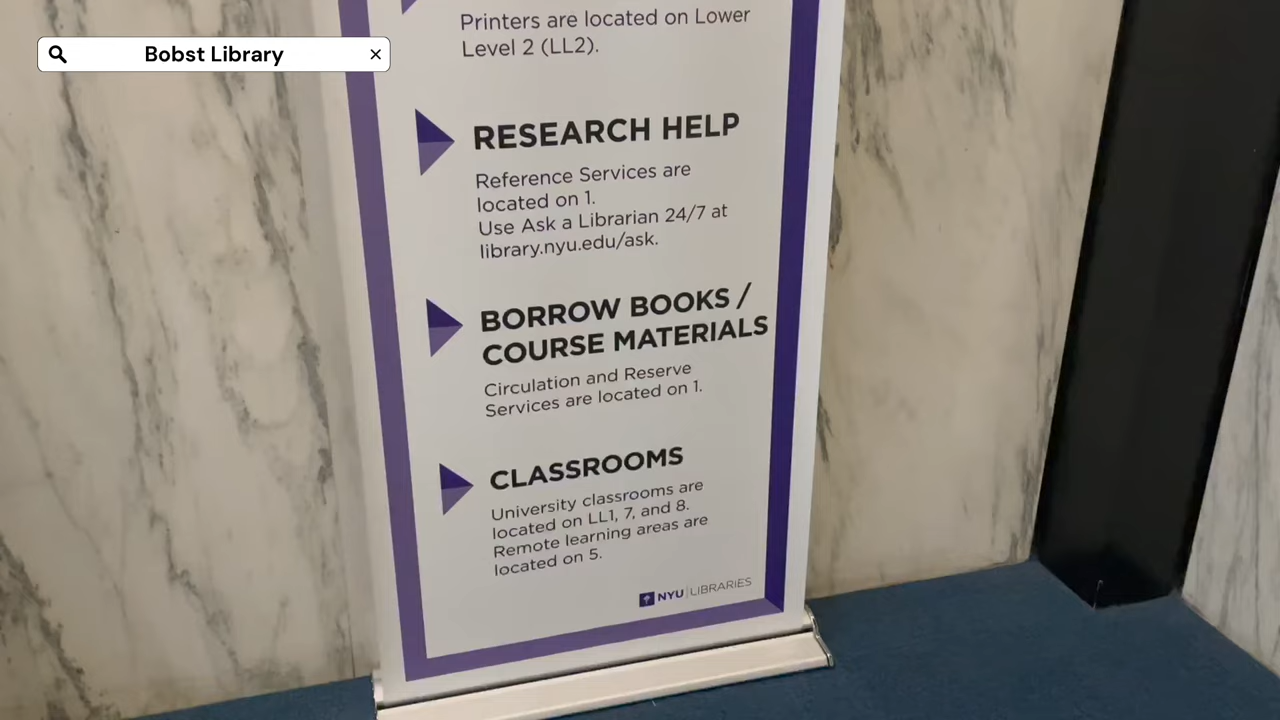 Bobst Library
Printers are located on Lower
Level 2 (LL2).
RESEARCH HELP
Reference Services are
located on 1.
Use Ask a Librarian 24/7 at
library.nyu.edu/ask.
BORROW BOOKS /
COURSE MATERIALS
Circulation and Reserve
Services are located on 1.
CLASSROOMS
University classrooms are
located on LL1, 7, and 8.
Remote learning areas are
located on 5.
NYU | LIBRARIES